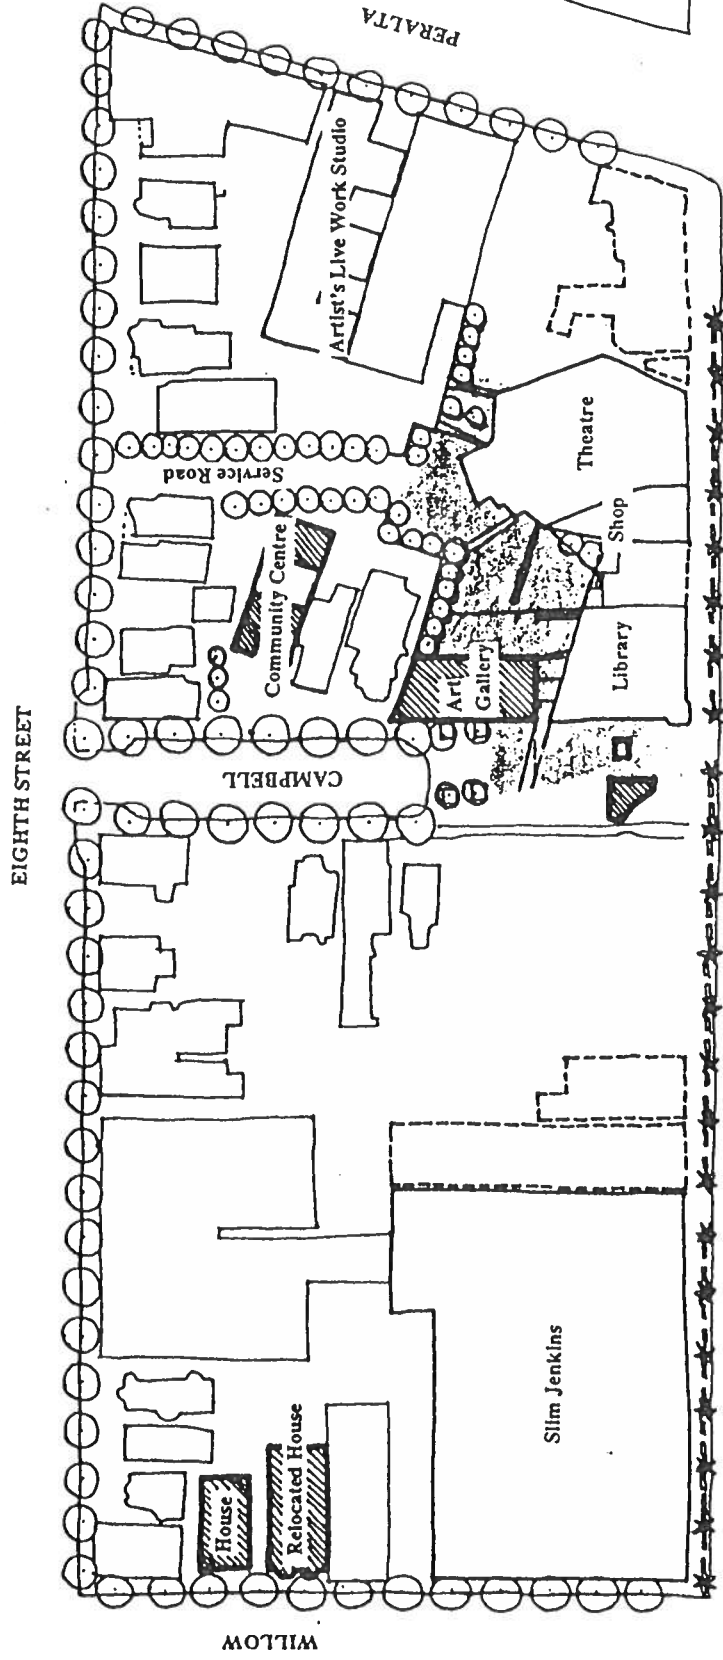 PERALTA
Artist's Live Work Studio
Service Road
Theatre
Shop
Community Centre
Library
Art
Gallery
EIGHTH STREET
CAMPBELL
Slim Jenkins
House
Relocated House
WILLOW